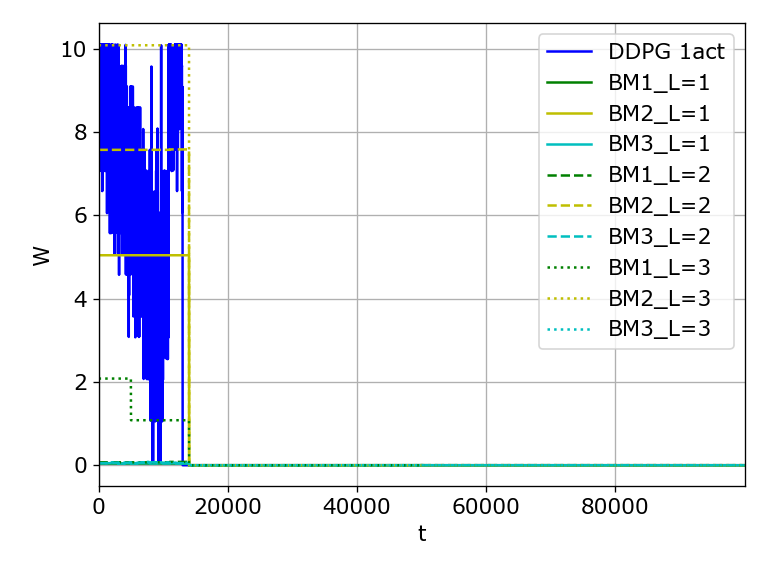 10
8
6
4
2
0
W
0
20000
40000
60000
80000
t
DDPG 1act
BM1_L=1
BM2_L=1
BM3_L=1
BM1_L=2
BM2_L=2
BM3_L=2
BM1_L=3
BM2_L=3
BM3_L=3